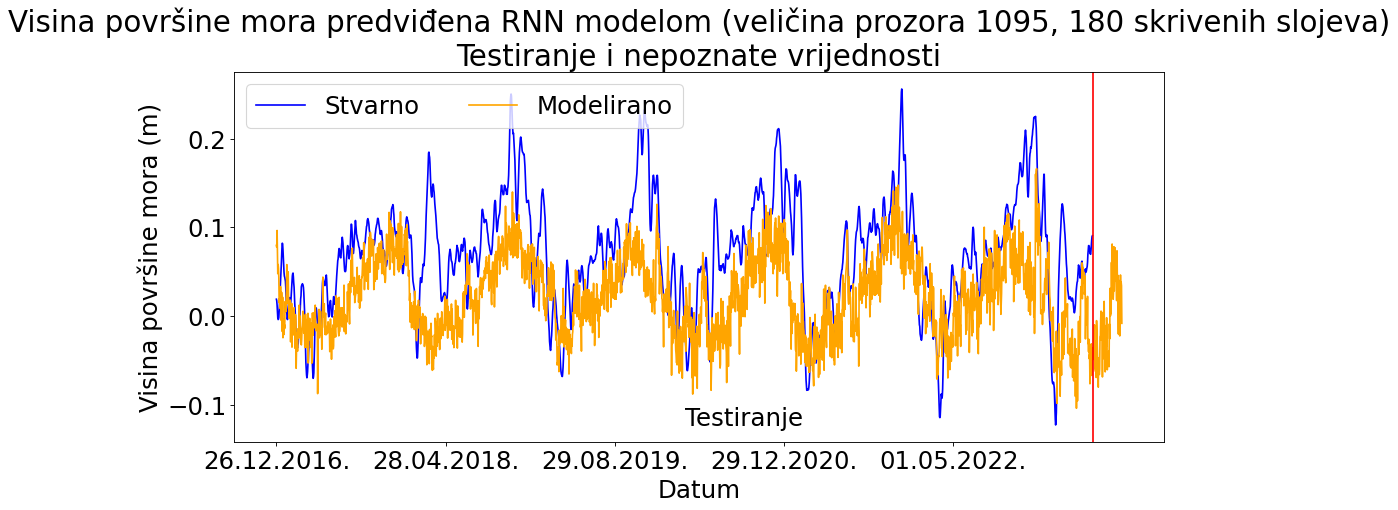 Visina površine mora predviđena RNN modelom (veličina prozora 1095, 180 skrivenih slojeva)
Testiranje i nepoznate vrijednosti
Stvarno Modelirano
Visina površine mora (m)
0.2
0.1
0.0
−0.1
Testiranje
26.12.2016. 28.04.2018. 29.08.2019. 29.12.2020. 01.05.2022.
Datum